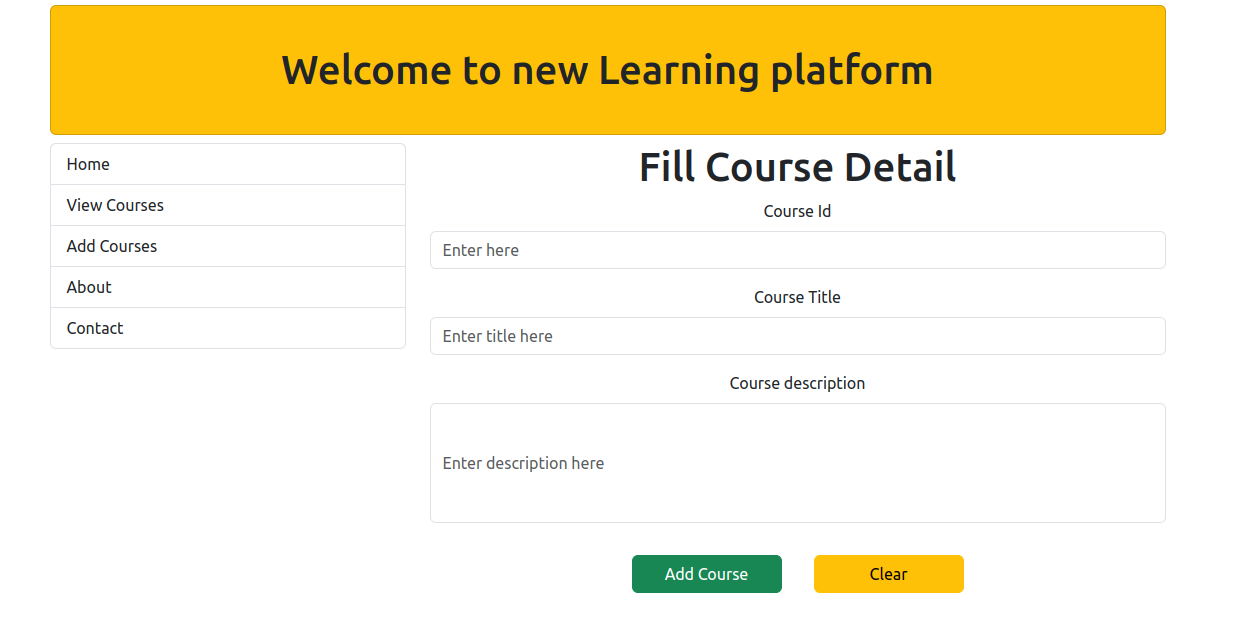 Welcome to new Learning platform
Home
View Courses
Add Courses
About
Contact
Fill Course Detail
Course Id
Enter here
Course Title
Enter title here
Course description
Enter description here
Add Course
Clear